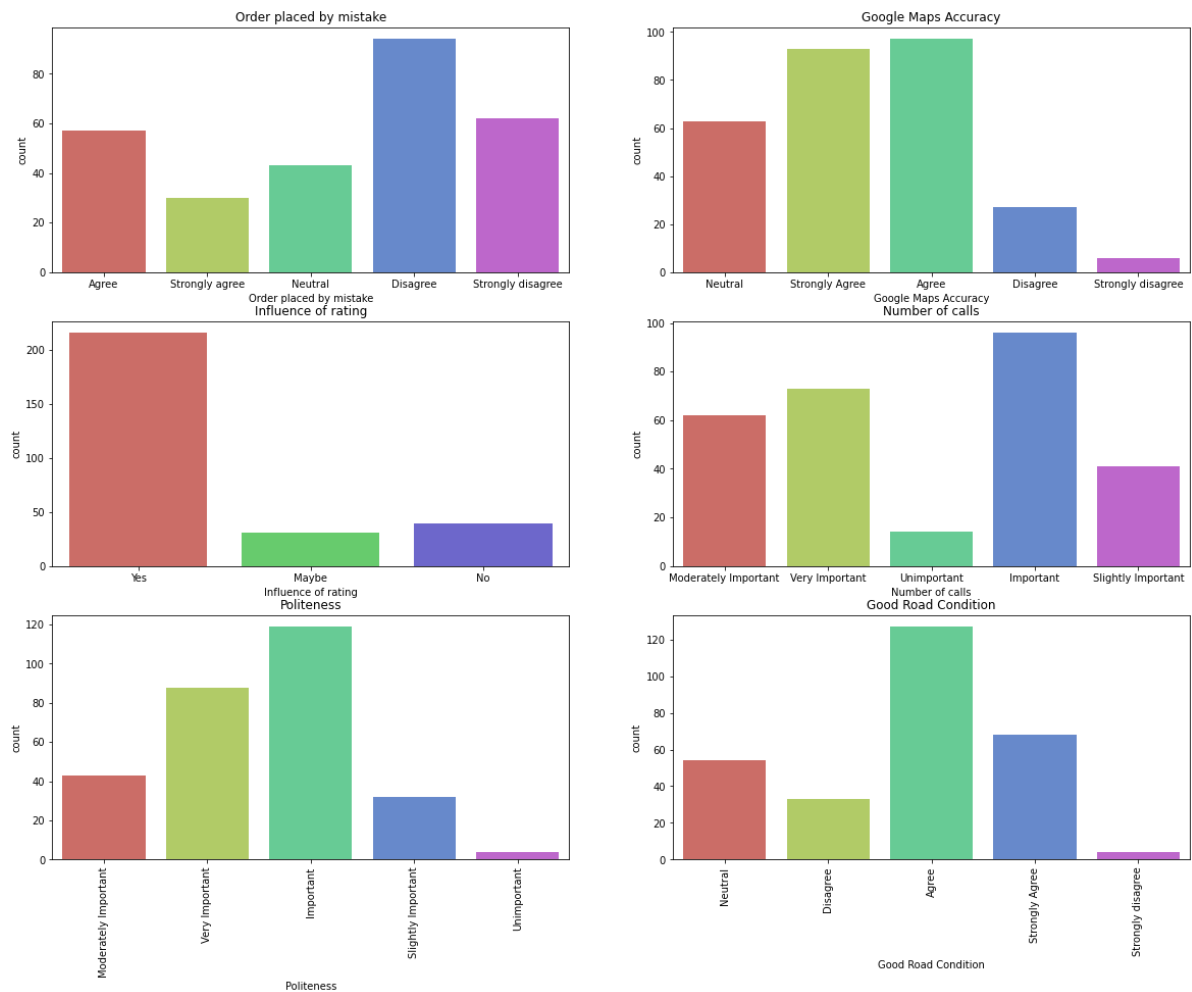 Order placed by mistake
Google Maps Accuracy
count
80
60
40
20
0
Agree Strongly agree Neutral Disagree Strongly disagree
Order placed by mistake
count
100
80
60
40
20
0
Neutral Strongly Agree Agree Disagree Strongly disagree
Google Maps Accuracy
Influence of rating
Number of calls
count
200
150
100
50
0
Yes Maybe No
Influence of rating
count
100
80
60
40
20
0
Moderately Important Very Important Unimportant Important Slightly Important
Number of calls
Politeness
Good Road Condition
count
120
100
80
60
40
20
0
Moderately Important
Very Important
Important
Slightly Important
Unimportant
Politeness
count
120
100
80
60
40
20
0
Neutral
Disagree
Agree
Strongly Agree
Strongly disagree
Good Road Condition